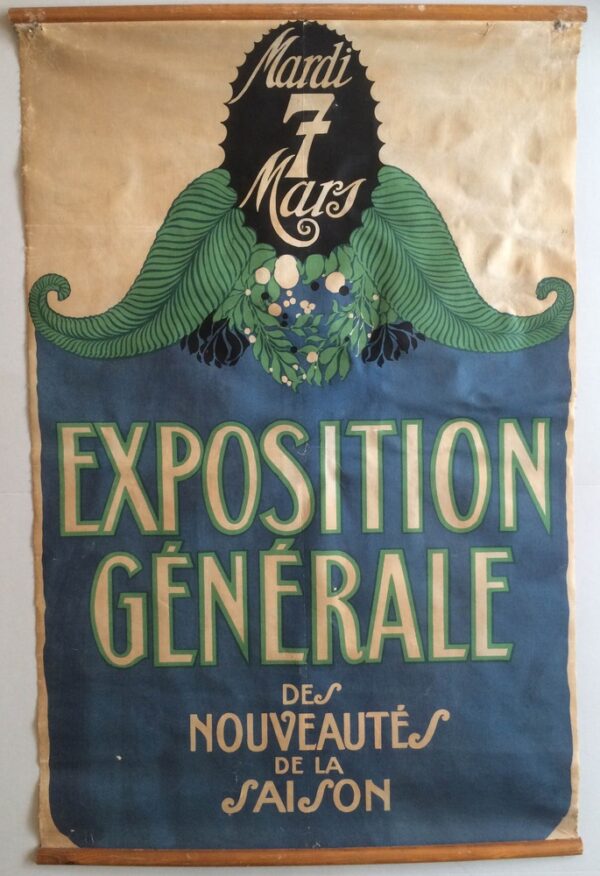 Mardi
7
Mars
EXPOSITION
GÉNÉRALE
DES
NOUVEAUTÉS
DE LA
SAISON